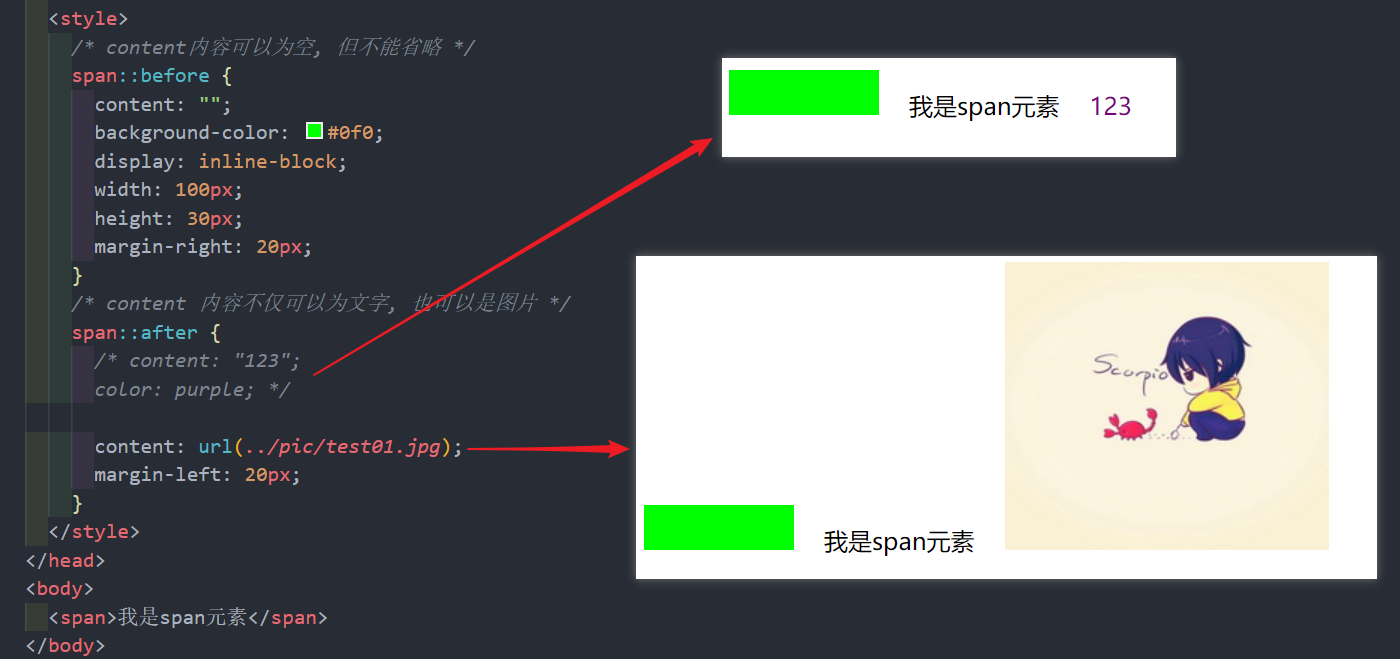 <style>
/* content内容可以为空, 但不能省略 */
span::before {
content: "";
background-color: #0f0;
display: inline-block;
width: 100px;
height: 30px;
margin-right: 20px;
}
/* content 内容不仅可以为文字, 也可以是图片 */
span::after {
/* content: "123";
color: purple; */
content: url(../pic/test01.jpg);
margin-left: 20px;
}
</style>
</head>
<body>
<span>我是span元素</span>
</body>
我是span元素 123
Scorpio
我是span元素